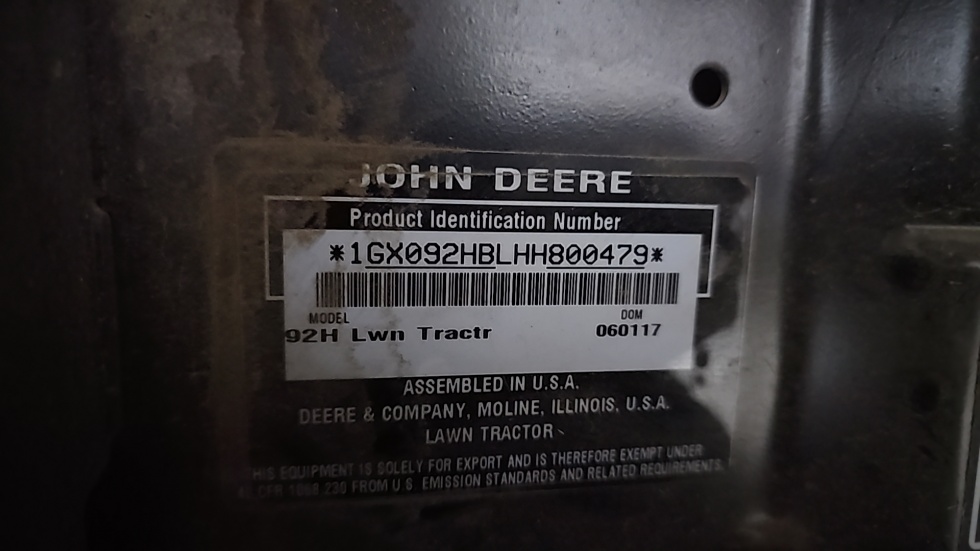 JOHN DEERE
Product Identification Number
*1GX092HBLHH800479*
MODEL DOM
92H Lwn Tractr 060117
ASSEMBLED IN U.S.A.
DEERE & COMPANY, MOLINE, ILLINOIS, U.S.A.
LAWN TRACTOR
THIS EQUIPMENT IS SOLELY FOR EXPORT AND IS THEREFORE EXEMPT UNDER
CFR 1068 230 FROM U.S. EMISSION STANDARDS AND RELATED REQUIREMENTS.